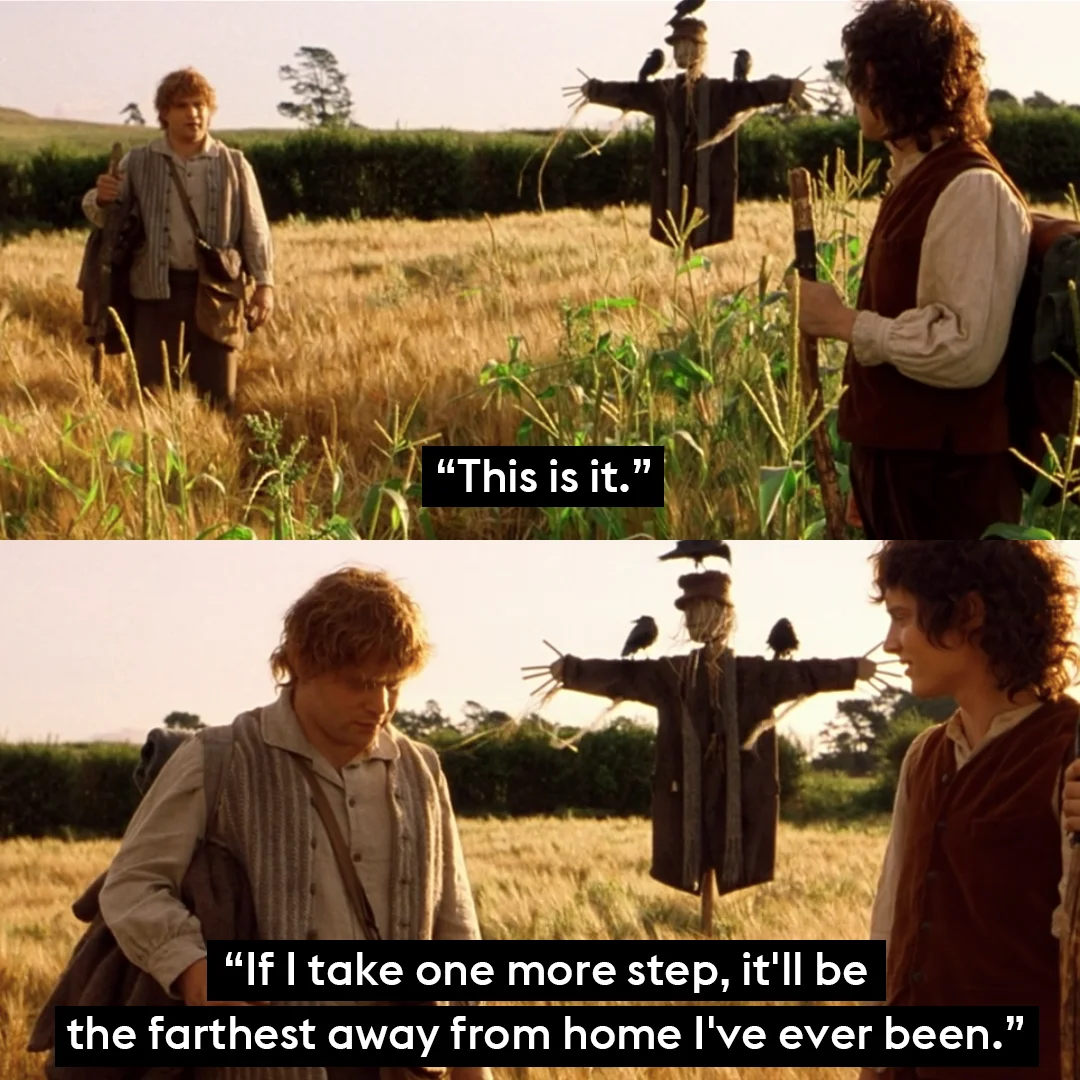 “This is it.”
“If I take one more step, it'll be
the farthest away from home I've ever been.”